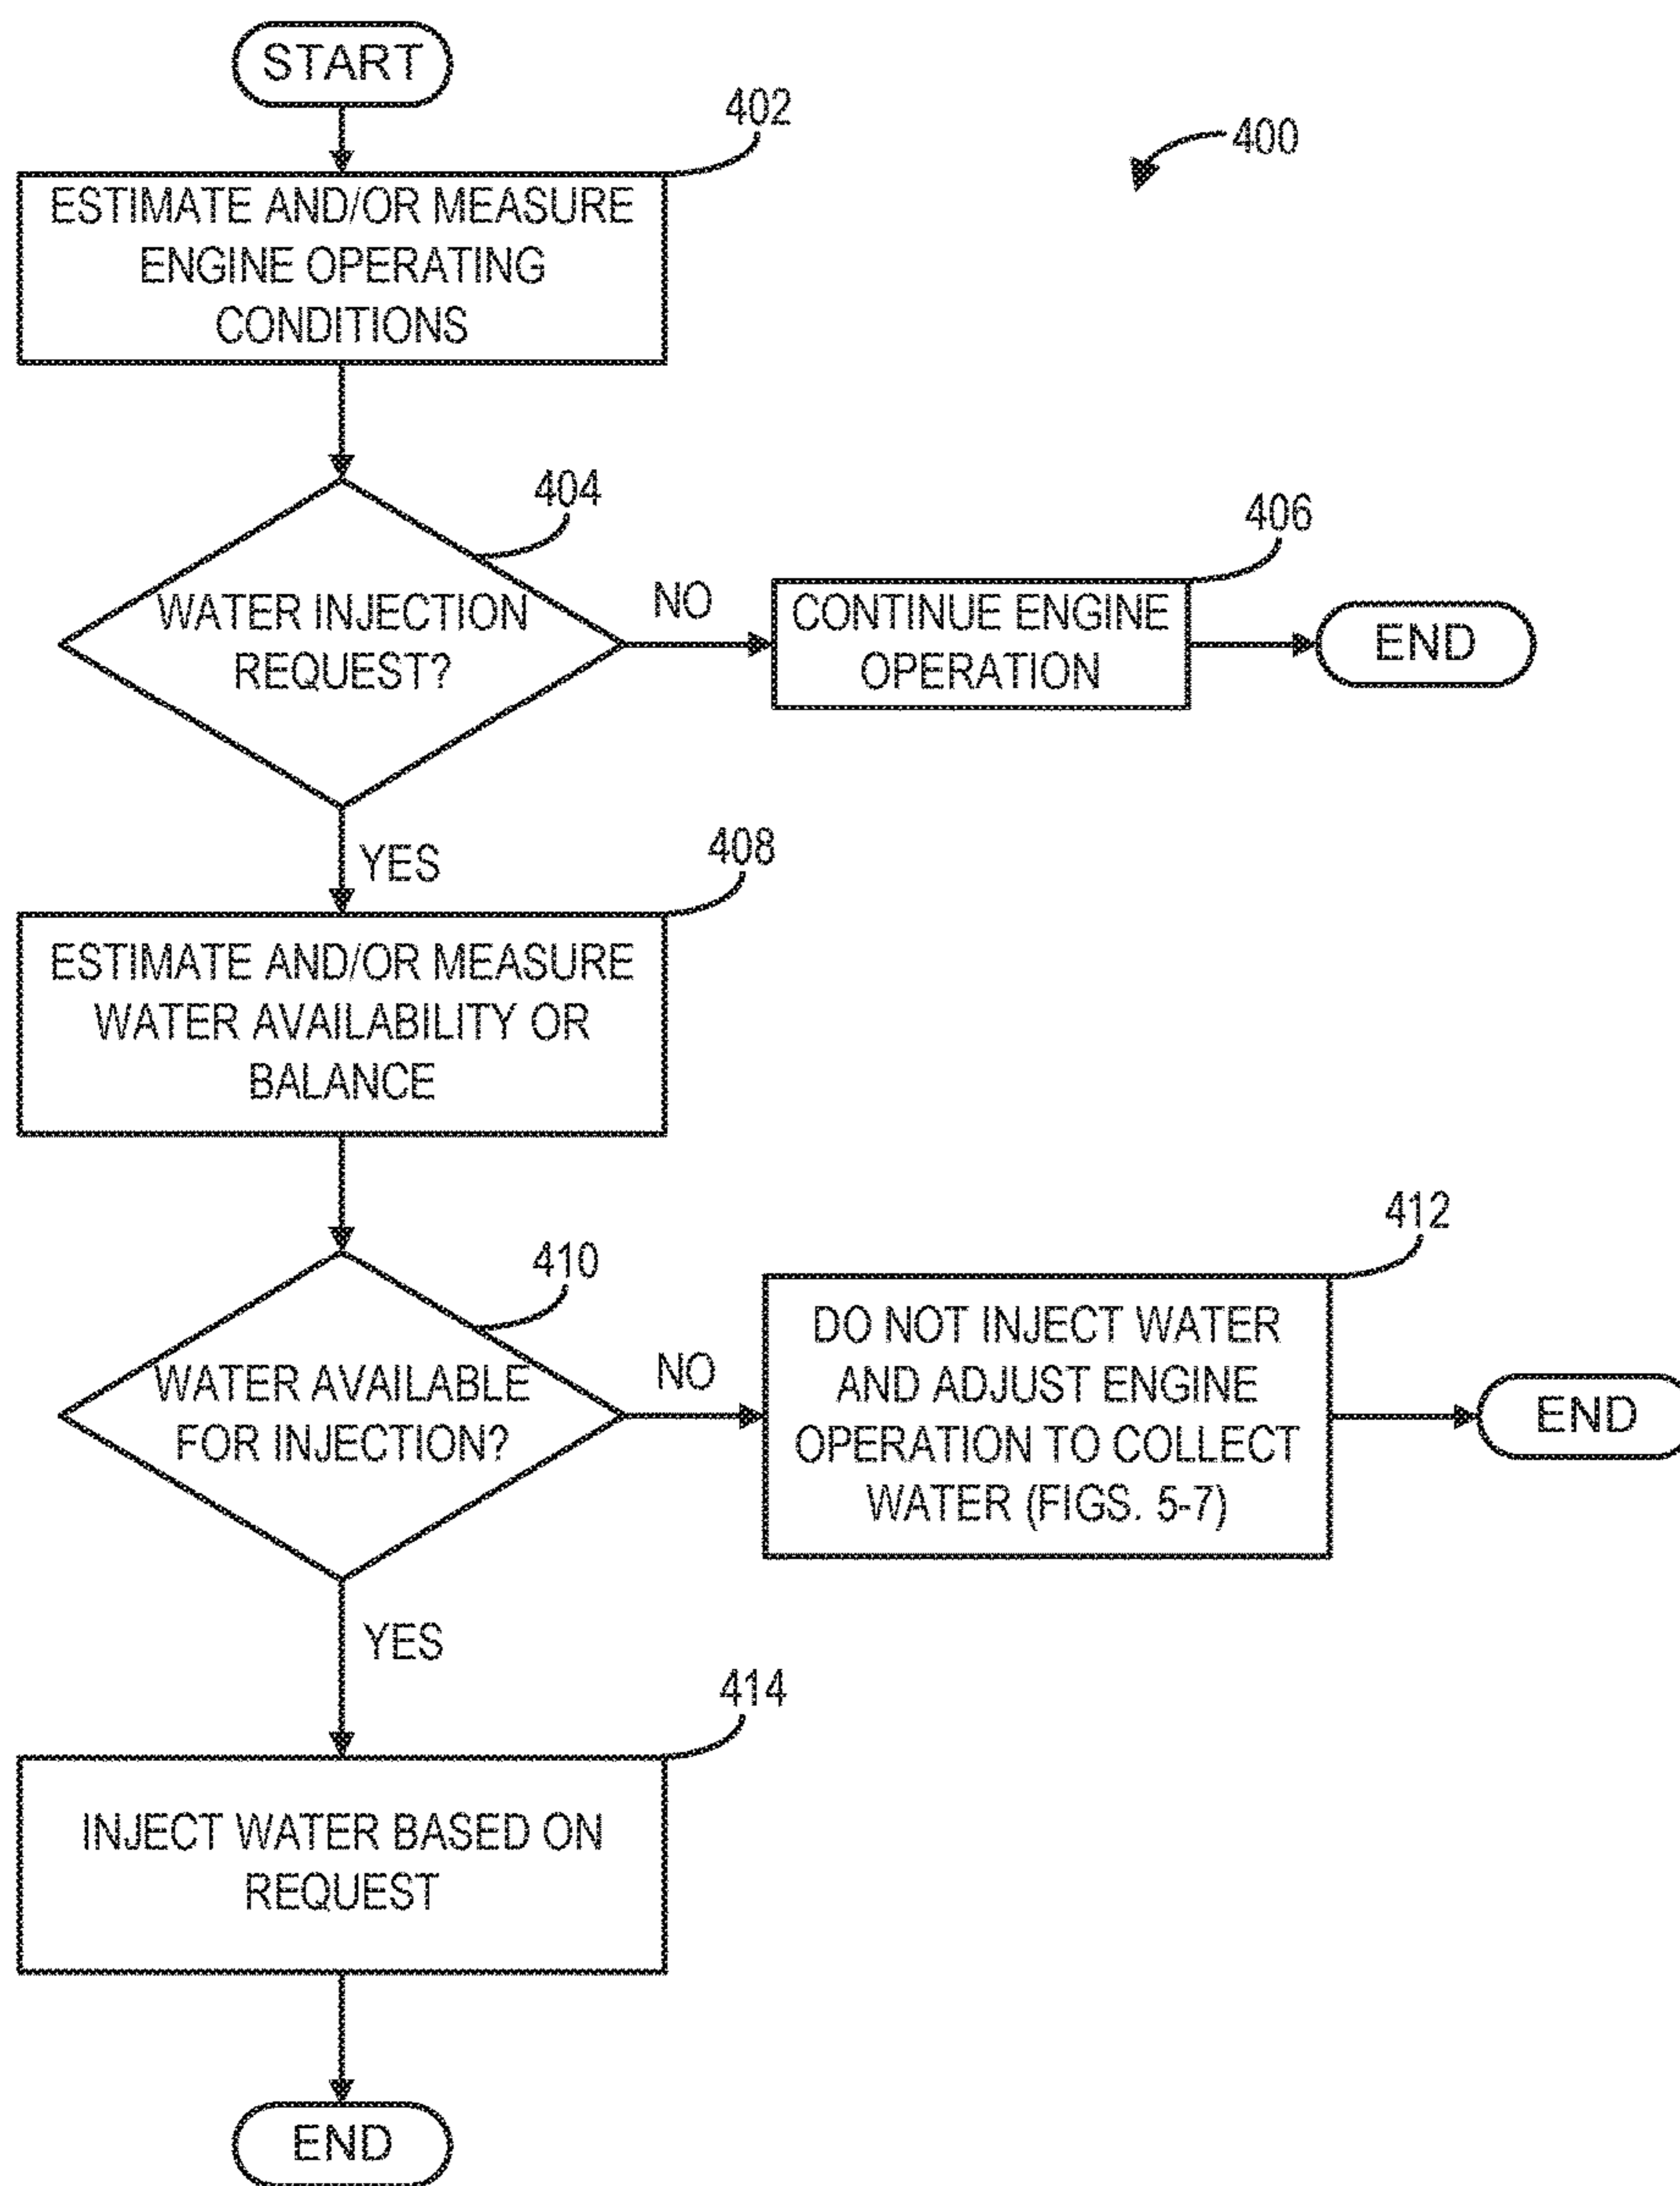 START
402
400
ESTIMATE AND/OR MEASURE
ENGINE OPERATING
CONDITIONS
404
406
WATER INJECTION
REQUEST?
NO
CONTINUE ENGINE
OPERATION
END
YES
408
ESTIMATE AND/OR MEASURE
WATER AVAILABILITY OR
BALANCE
410
412
WATER AVAILABLE
FOR INJECTION?
NO
DO NOT INJECT WATER
AND ADJUST ENGINE
OPERATION TO COLLECT
WATER (FIGS. 5-7)
END
YES
414
INJECT WATER BASED ON
REQUEST
END